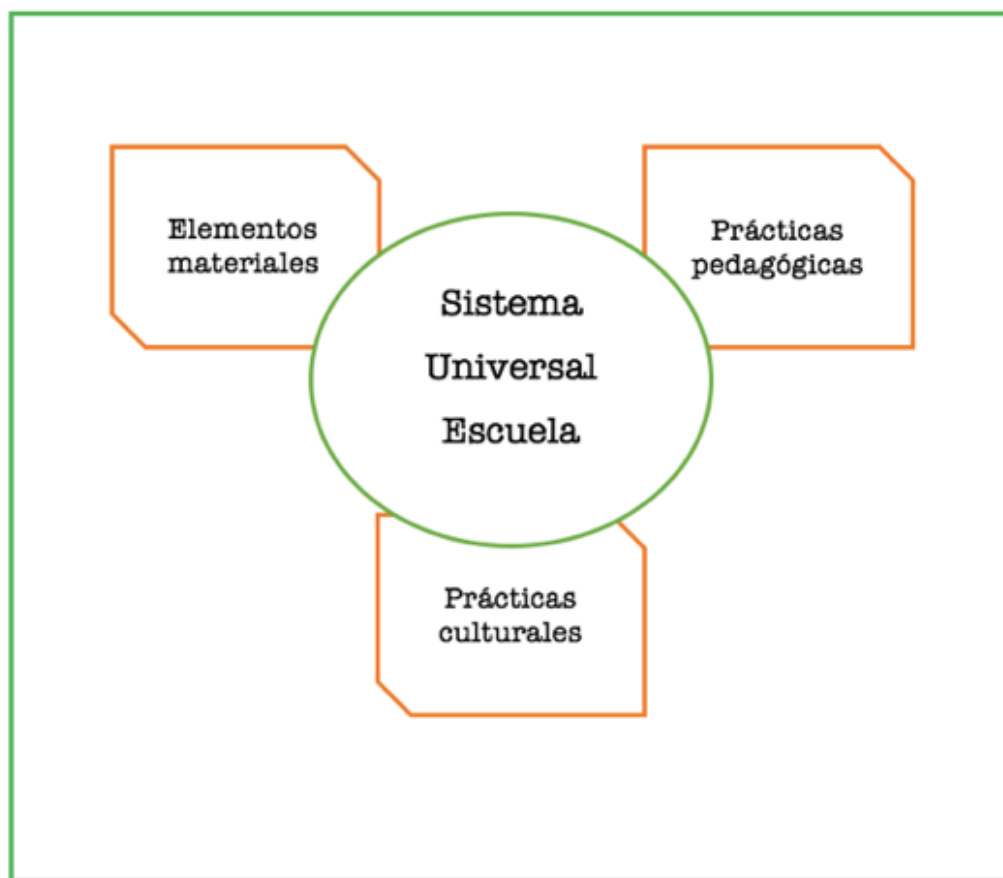 Elementos
materiales
Prácticas
pedagógicas
Sistema
Universal
Escuela
Prácticas
culturales